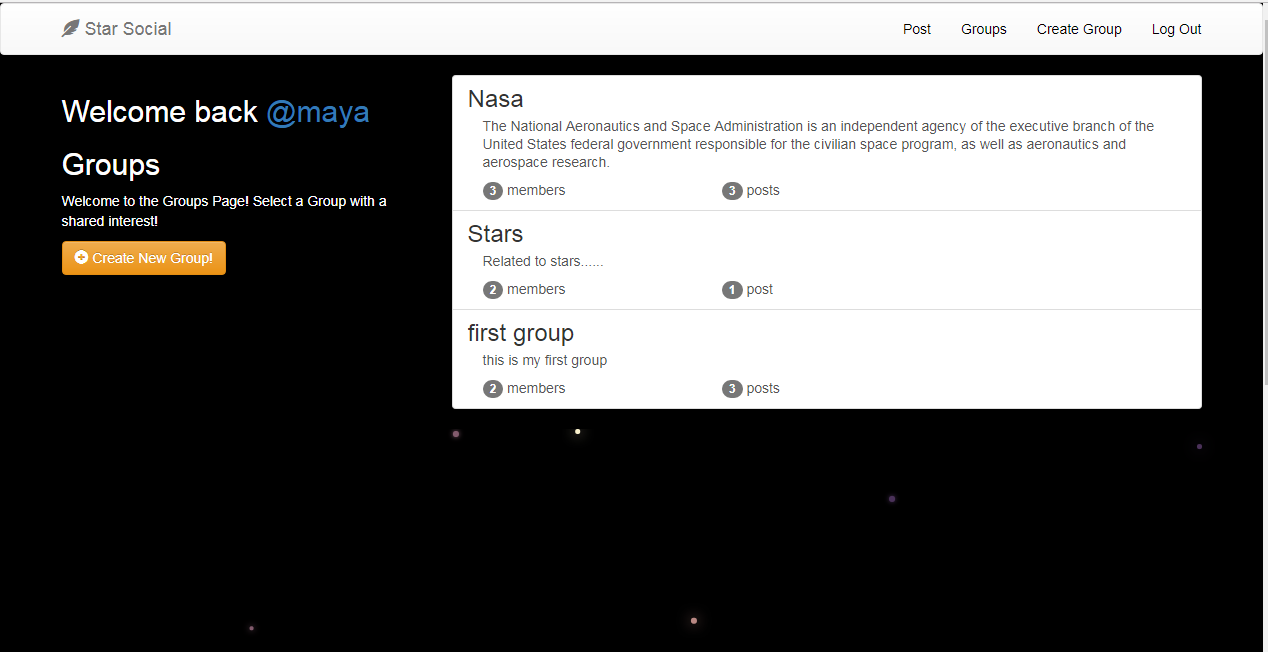 Star Social
Post
Groups
Create Group
Log Out
Welcome back @maya
Groups
Welcome to the Groups Page! Select a Group with a
shared interest!
Create New Group!
Nasa
The National Aeronautics and Space Administration is an independent agency of the executive branch of the
United States federal government responsible for the civilian space program, as well as aeronautics and
aerospace research.
3 members
3 posts
Stars
Related to stars......
2 members
1 post
first group
this is my first group
2 members
3 posts